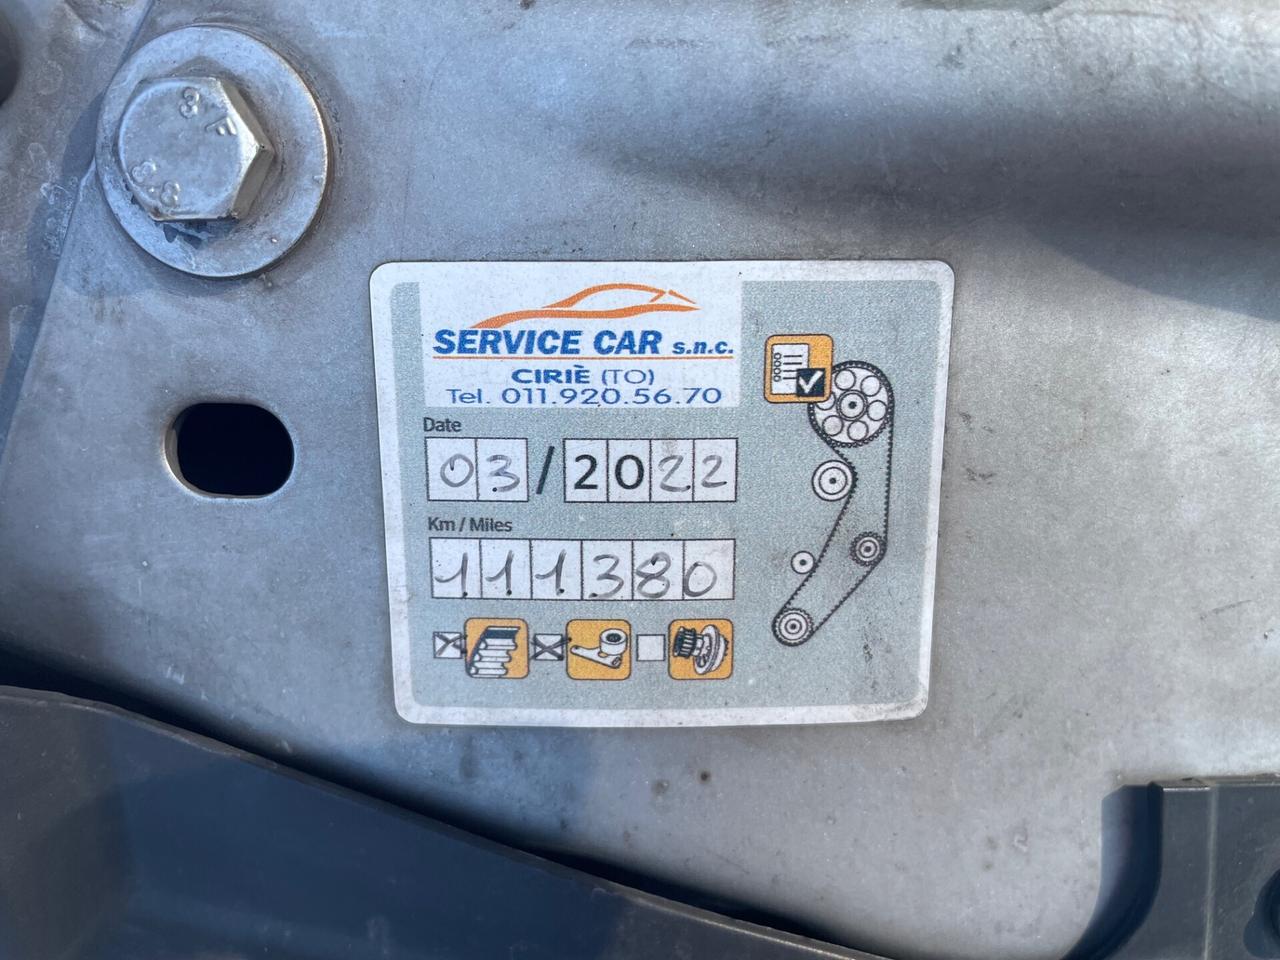 SERVICE CAR s.n.c.
CIRIÈ (TO)
Tel. 011.920.56.70
Date
03/2022
Km / Miles
111380